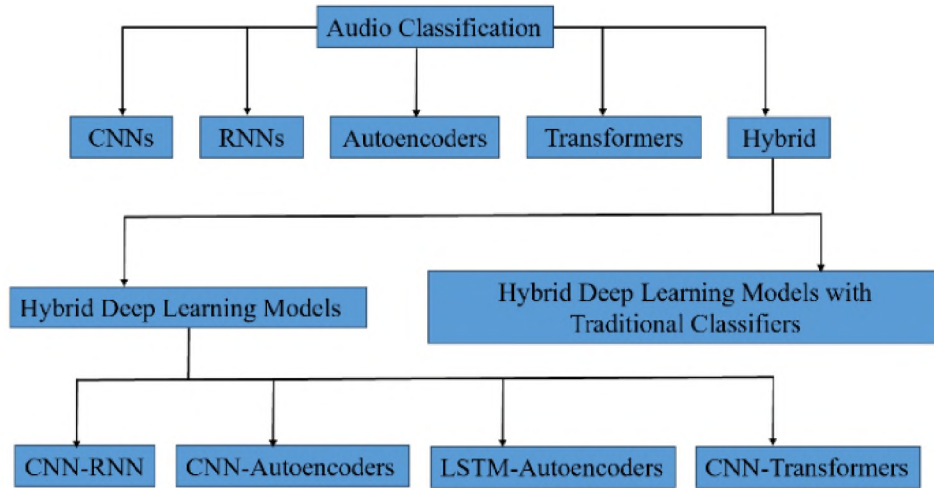 Audio Classification
CNNs
RNNs
Autoencoders
Transformers
Hybrid
Hybrid Deep Learning Models
Hybrid Deep Learning Models with
Traditional Classifiers
CNN-RNN
CNN-Autoencoders
LSTM-Autoencoders
CNN-Transformers